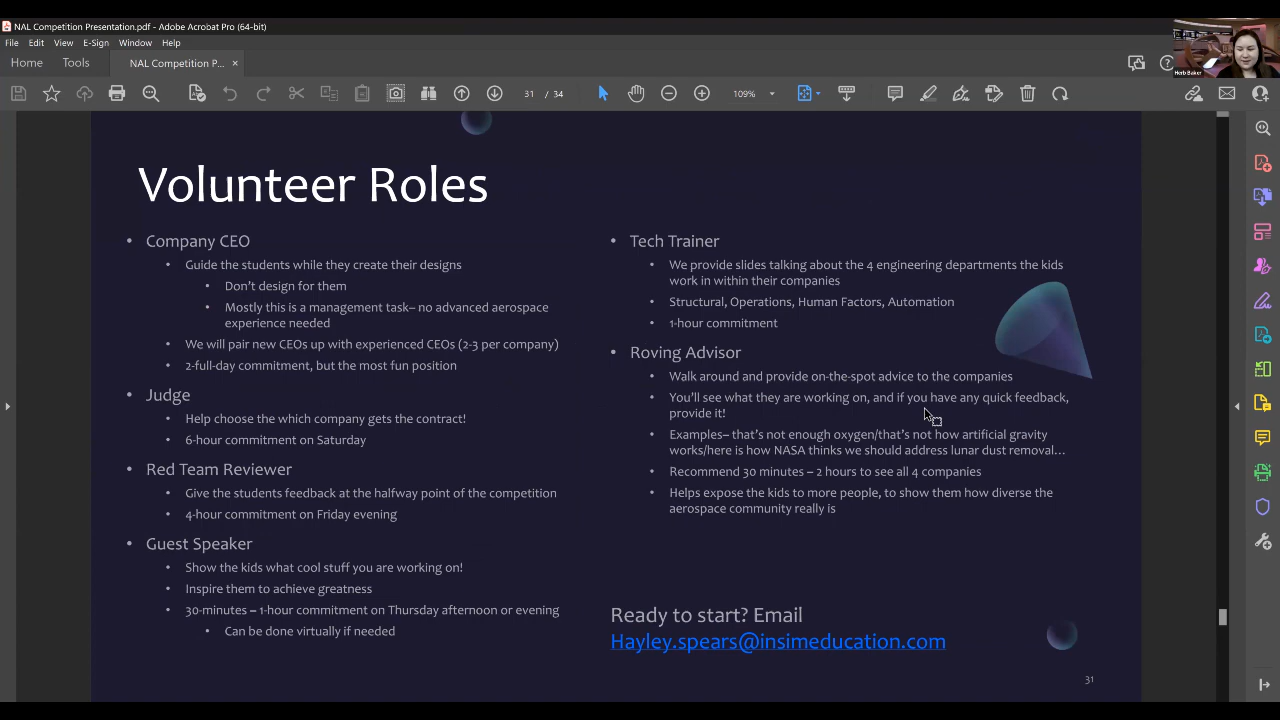 NAL Competition Presentation.pdf - Adobe Acrobat Pro (64-bit)
File Edit View E-Sign Window Help
Home Tools NAL Competition P... ×
31 / 34 109%
Herb Baker
Volunteer Roles
• Company CEO
• Guide the students while they create their designs
• Don't design for them
• Mostly this is a management task– no advanced aerospace
experience needed
• We will pair new CEOs up with experienced CEOs (2-3 per company)
• 2-full-day commitment, but the most fun position
• Judge
• Help choose the which company gets the contract!
• 6-hour commitment on Saturday
• Red Team Reviewer
• Give the students feedback at the halfway point of the competition
• 4-hour commitment on Friday evening
• Guest Speaker
• Show the kids what cool stuff you are working on!
• Inspire them to achieve greatness
• 30-minutes – 1-hour commitment on Thursday afternoon or evening
• Can be done virtually if needed
• Tech Trainer
• We provide slides talking about the 4 engineering departments the kids
work in within their companies
• Structural, Operations, Human Factors, Automation
• 1-hour commitment
• Roving Advisor
• Walk around and provide on-the-spot advice to the companies
• You'll see what they are working on, and if you have any quick feedback,
provide it!
• Examples– that's not enough oxygen/that's not how artificial gravity
works/here is how NASA thinks we should address lunar dust removal…
• Recommend 30 minutes – 2 hours to see all 4 companies
• Helps expose the kids to more people, to show them how diverse the
aerospace community really is
Ready to start? Email
Hayley.spears@insimeducation.com
31